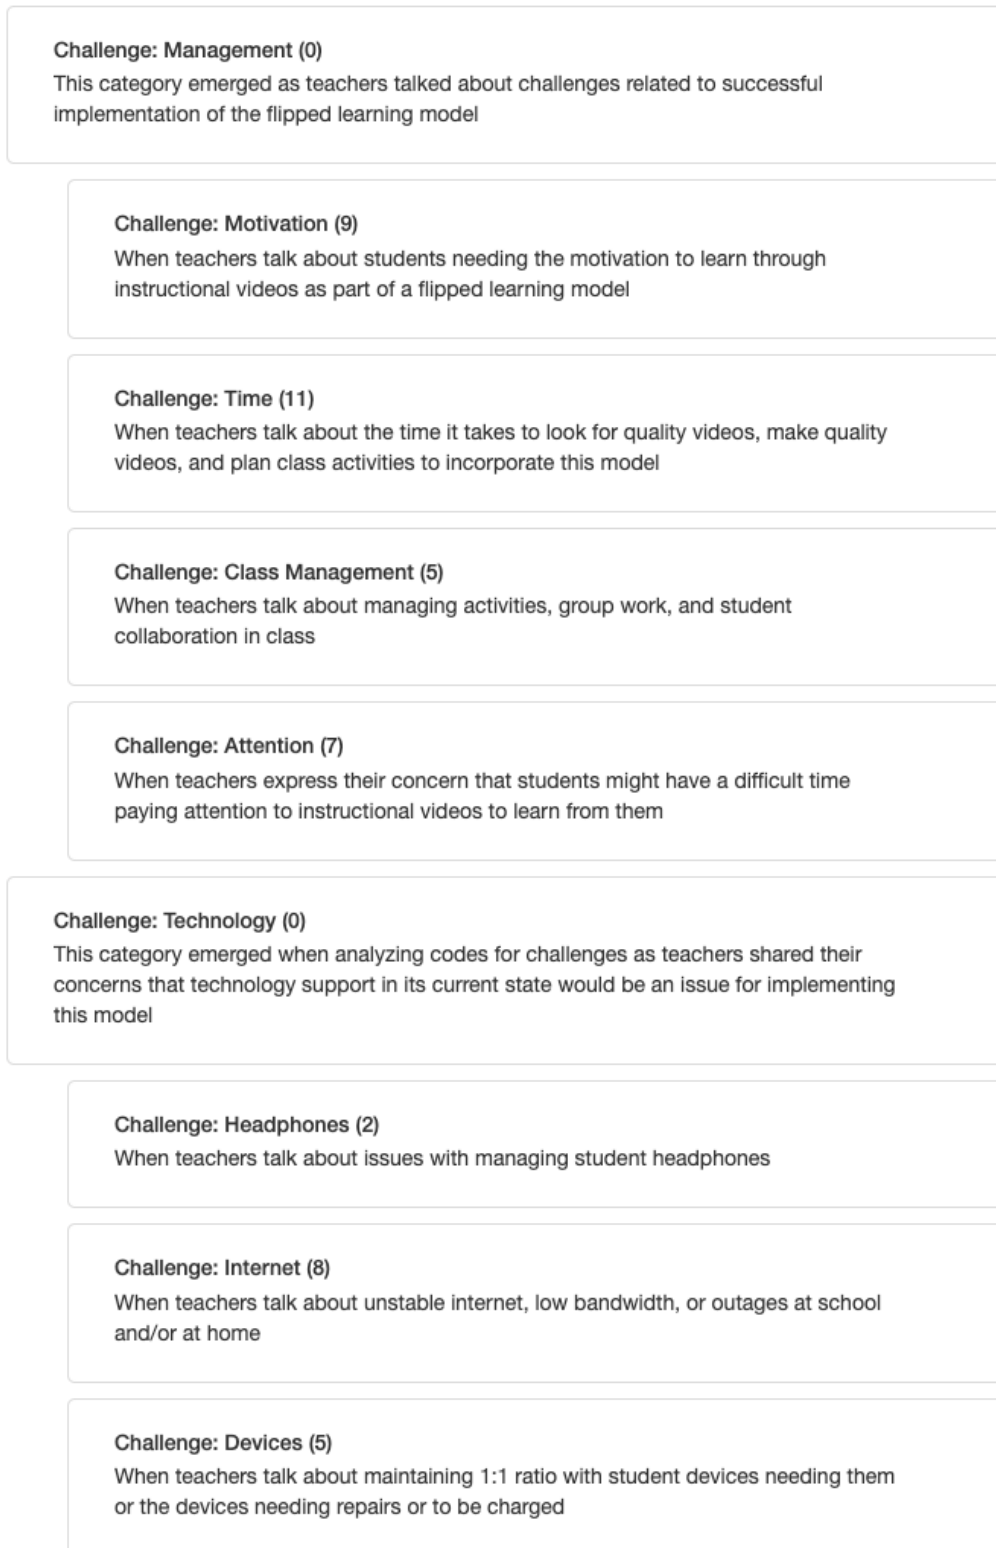 Challenge: Management (0)
This category emerged as teachers talked about challenges related to successful
implementation of the flipped learning model
Challenge: Motivation (9)
When teachers talk about students needing the motivation to learn through
instructional videos as part of a flipped learning model
Challenge: Time (11)
When teachers talk about the time it takes to look for quality videos, make quality
videos, and plan class activities to incorporate this model
Challenge: Class Management (5)
When teachers talk about managing activities, group work, and student
collaboration in class
Challenge: Attention (7)
When teachers express their concern that students might have a difficult time
paying attention to instructional videos to learn from them
Challenge: Technology (0)
This category emerged when analyzing codes for challenges as teachers shared their
concerns that technology support in its current state would be an issue for implementing
this model
Challenge: Headphones (2)
When teachers talk about issues with managing student headphones
Challenge: Internet (8)
When teachers talk about unstable internet, low bandwidth, or outages at school
and/or at home
Challenge: Devices (5)
When teachers talk about maintaining 1:1 ratio with student devices needing them
or the devices needing repairs or to be charged